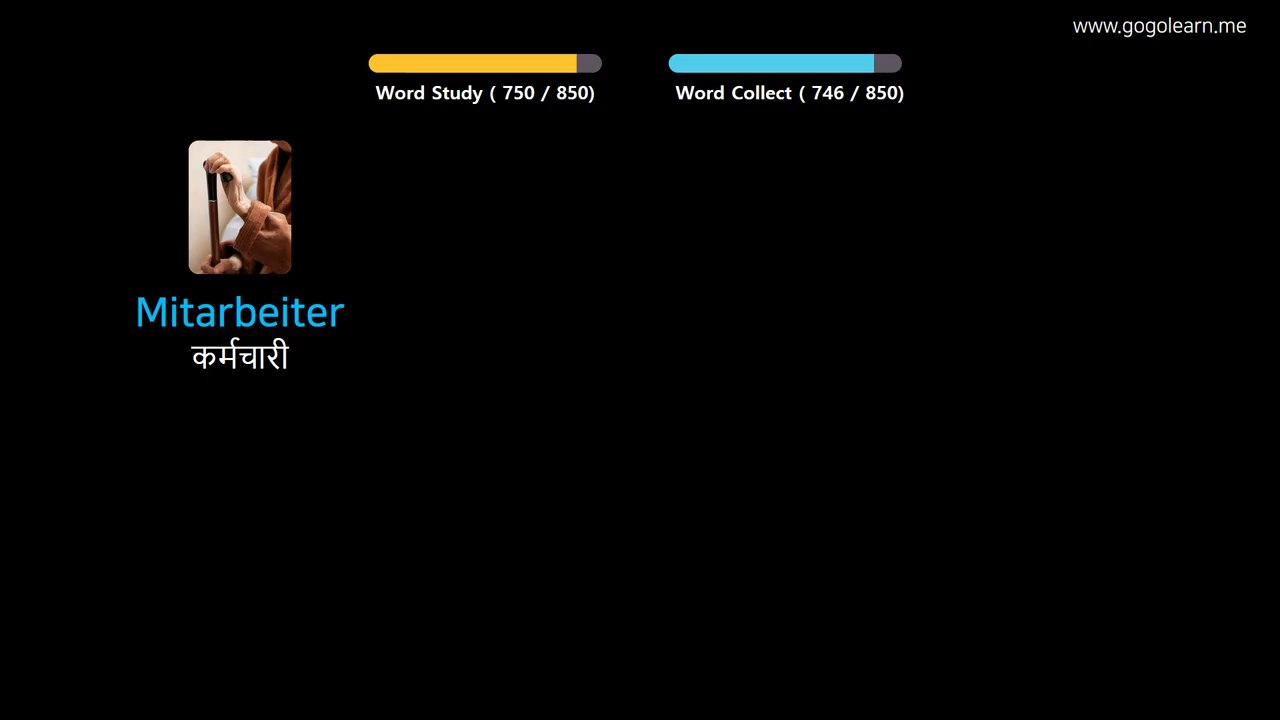 www.gogolearn.me
Word Study ( 750 / 850)
Word Collect ( 746 / 850)
Mitarbeiter
कर्मचारी